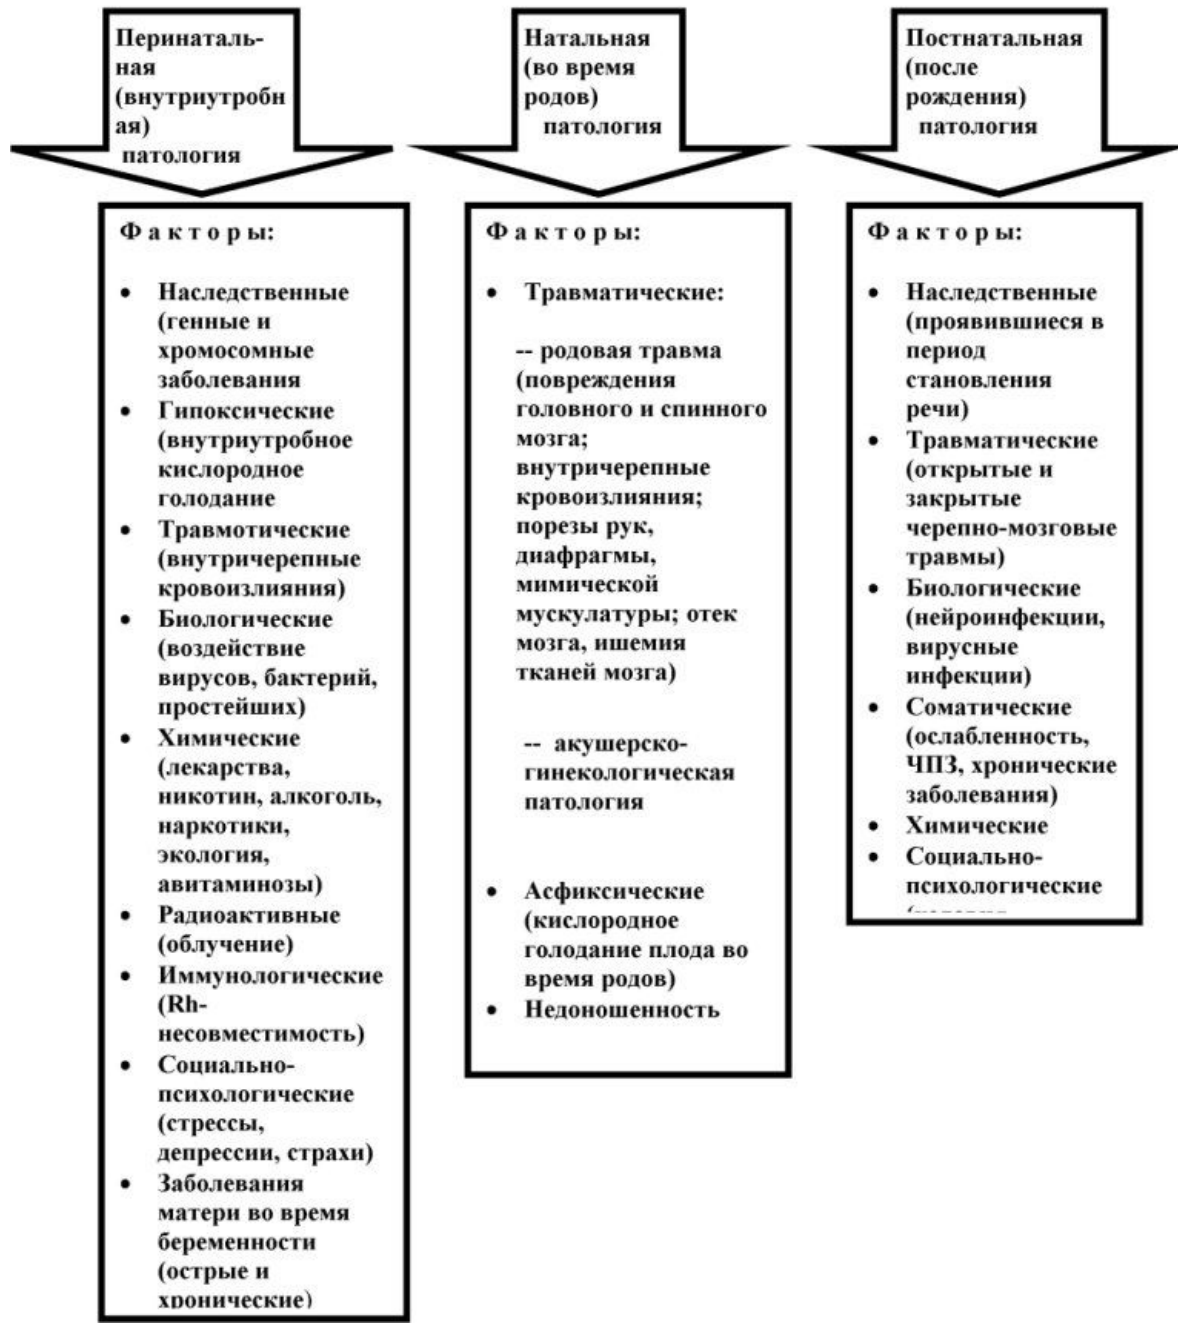 Перинаталь-
ная
(внутриутробн
ая)
патология
Натальная
(во время
родов)
патология
Постнатальная
(после
рождения)
патология
Ф а к т о р ы:
• Наследственные
(генные и
хромосомные
заболевания
• Гипоксические
(внутриутробное
кислородное
голодание
• Травмотические
(внутричерепные
кровоизлияния)
• Биологические
(воздействие
вирусов, бактерий,
простейших)
• Химические
(лекарства,
никотин, алкоголь,
наркотики,
экология,
авитаминозы)
• Радиоактивные
(облучение)
• Иммунологические
(Rh-
несовместимость)
• Социально-
психологические
(стрессы,
депрессии, страхи)
• Заболевания
матери во время
беременности
(острые и
хронические)
Ф а к т о р ы:
• Травматические:
-- родовая травма
(повреждения
головного и спинного
мозга;
внутричерепные
кровоизлияния;
порезы рук,
диафрагмы,
мимической
мускулатуры; отек
мозга, ишемия
тканей мозга)
-- акушерско-
гинекологическая
патология
• Асфиксические
(кислородное
голодание плода во
время родов)
• Недоношенность
Ф а к т о р ы:
• Наследственные
(проявившиеся в
период
становления
речи)
• Травматические
(открытые и
закрытые
черепно-мозговые
травмы)
• Биологические
(нейроинфекции,
вирусные
инфекции)
• Соматические
(ослабленность,
ЧПЗ, хронические
заболевания)
• Химические
• Социально-
психологические